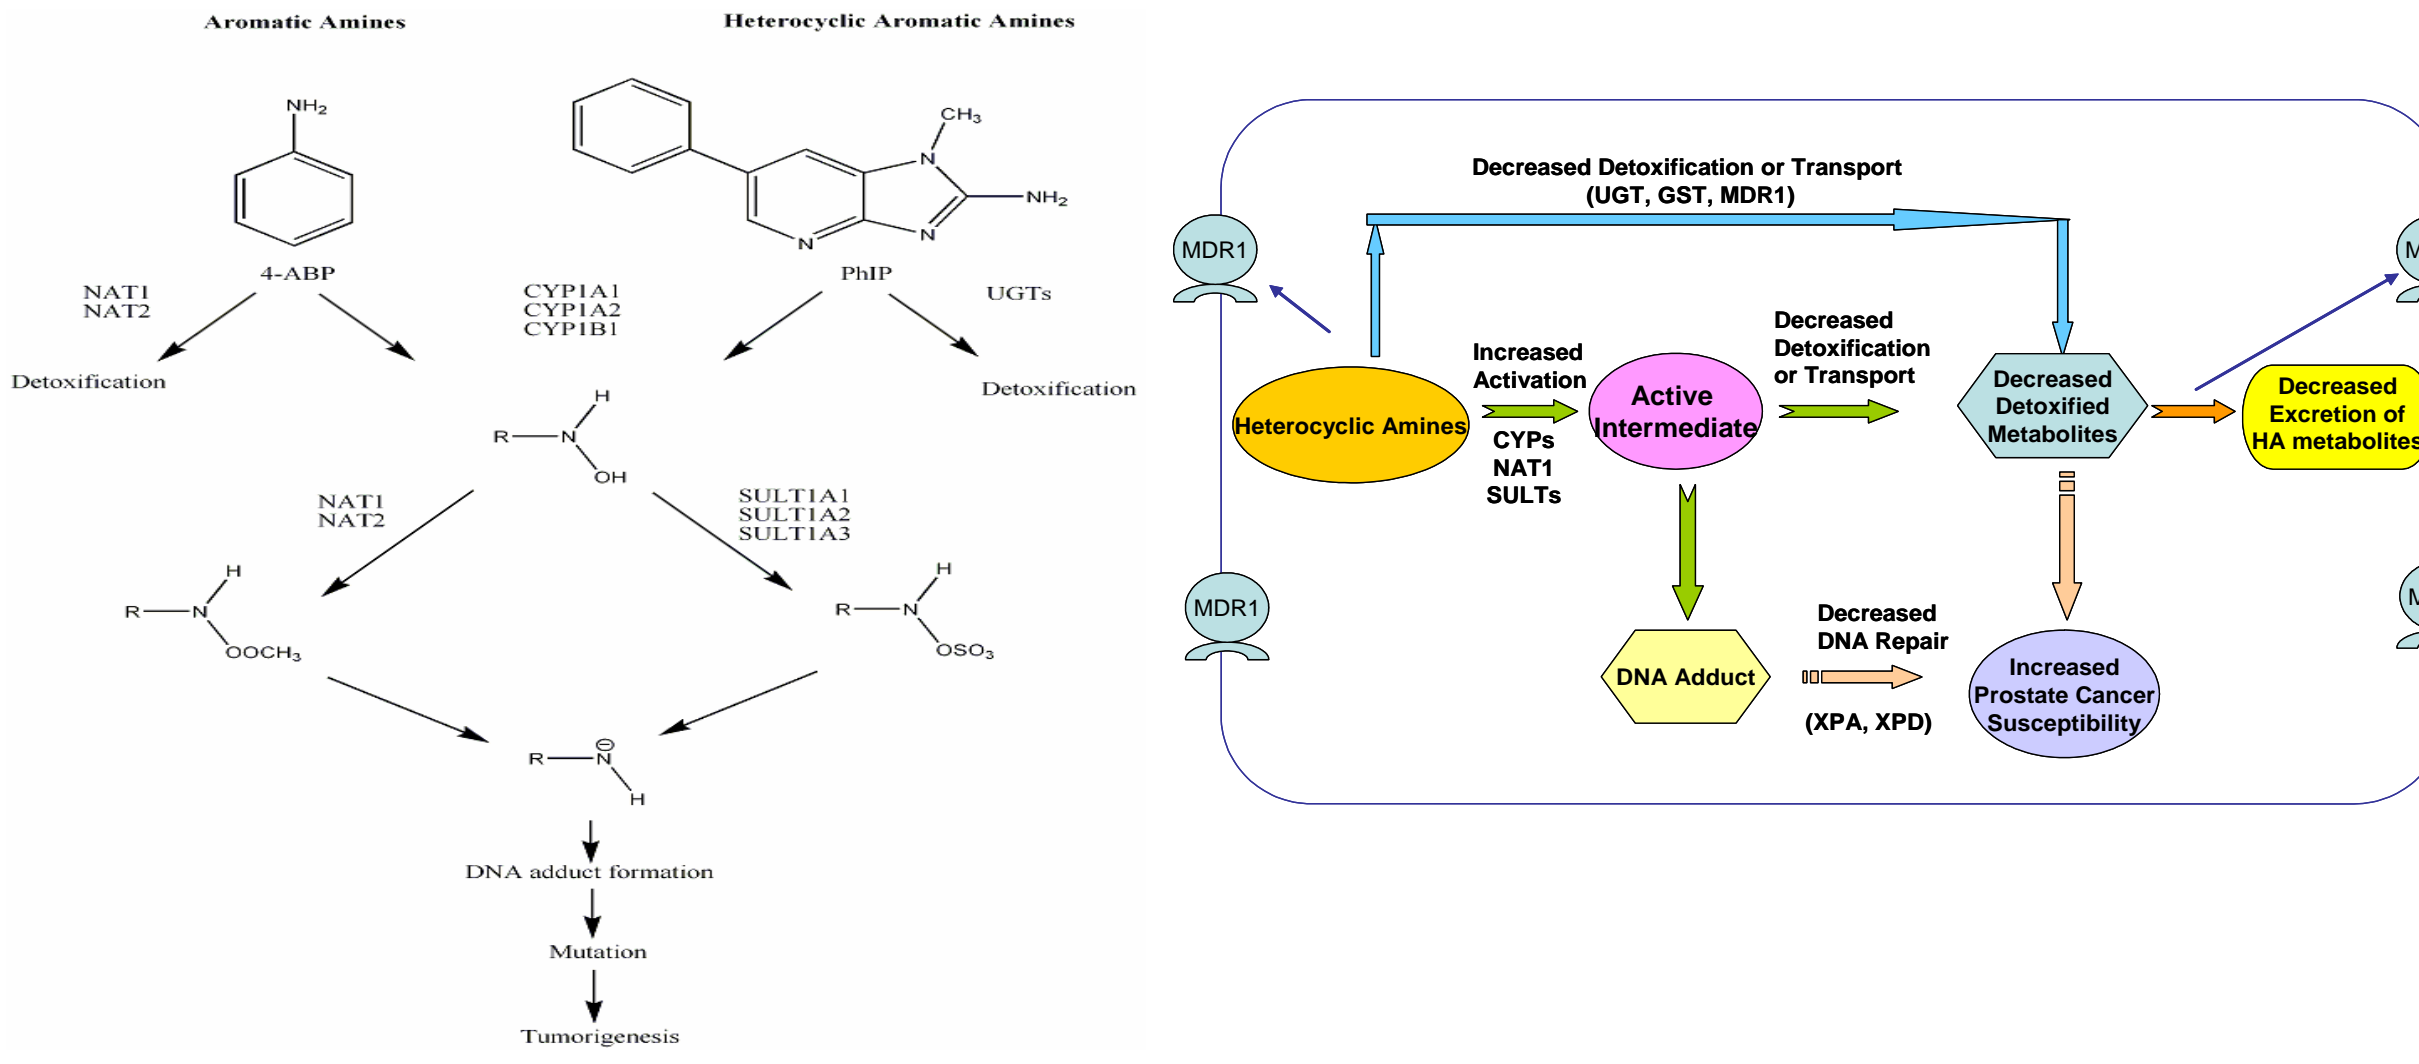 Aromatic Amines
Heterocyclic Aromatic Amines
NH2
CH3
N
NH2
N
N
4-ABP
PhIP
NAT1
NAT2
CYP1A1
CYP1A2
CYP1B1
UGTs
Detoxification
Detoxification
H
R
N
OH
NAT1
NAT2
SULT1A1
SULT1A2
SULT1A3
H
R
N
OOCH3
H
R
N
OSO3
R
N
H
DNA adduct formation
Mutation
Tumorigenesis
Decreased Detoxification or Transport
(UGT, GST, MDR1)
MDR1
M
Increased
Activation
Decreased
Detoxification
or Transport
Heterocyclic Amines
CYPs
NAT1
SULTs
Active
Intermediate
Decreased
Detoxified
Metabolites
Decreased
Excretion of
HA metabolites
MDR1
M
DNA Adduct
Decreased
DNA Repair
(XPA, XPD)
Increased
Prostate Cancer
Susceptibility